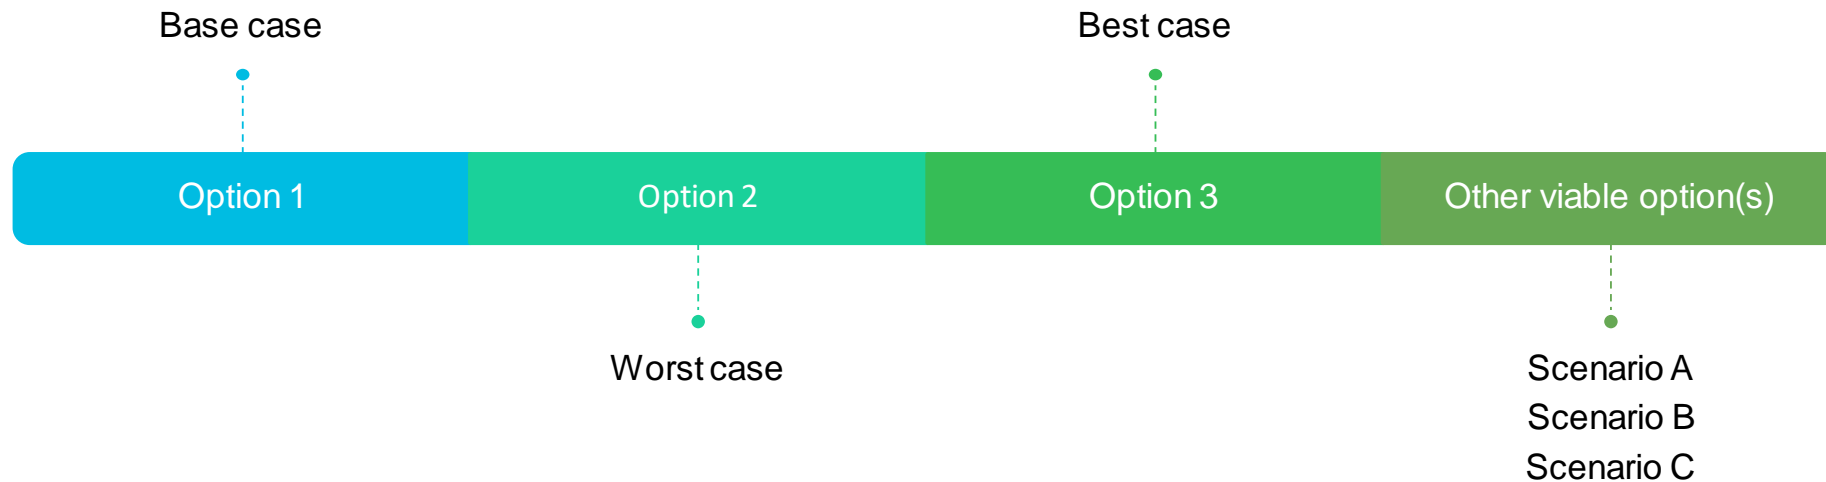 Base case
Best case
Option 1
Option 2
Option 3
Other viable option(s)
Worst case
Scenario A
Scenario B
Scenario C